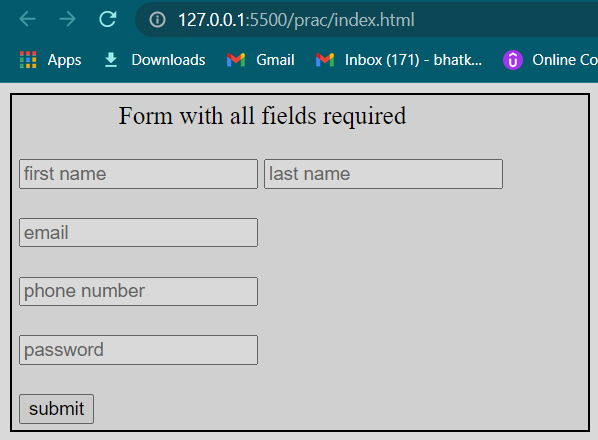 127.0.0.1:5500/prac/index.html
Apps Downloads Gmail Inbox (171) - bhatk... Online Co
Form with all fields required
first name last name
email
phone number
password
submit